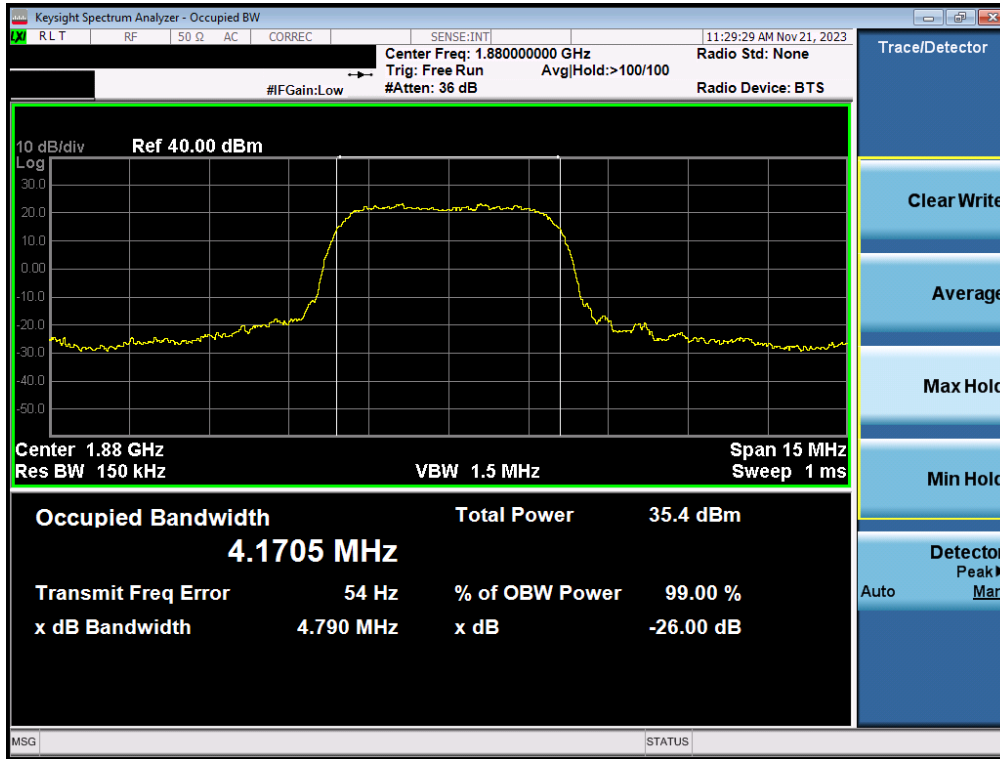 Keysight Spectrum Analyzer - Occupied BW
LXI RLT RF 50 Ω AC CORREC SENSE:INT 11:29:29 AM Nov 21, 2023
Center Freq: 1.880000000 GHz Radio Std: None
Trig: Free Run Avg|Hold:>100/100
#IFGain:Low #Atten: 36 dB Radio Device: BTS
10 dB/div Ref 40.00 dBm
Log
30.0
20.0
10.0
0.00
-10.0
-20.0
-30.0
-40.0
-50.0
Center 1.88 GHz Span 15 MHz
Res BW 150 kHz VBW 1.5 MHz Sweep 1 ms
Occupied Bandwidth Total Power 35.4 dBm
4.1705 MHz
Transmit Freq Error 54 Hz % of OBW Power 99.00 %
x dB Bandwidth 4.790 MHz x dB -26.00 dB
MSG STATUS
Trace/Detector
Clear Write
Average
Max Hold
Min Hold
Detector
Peak
Auto Man